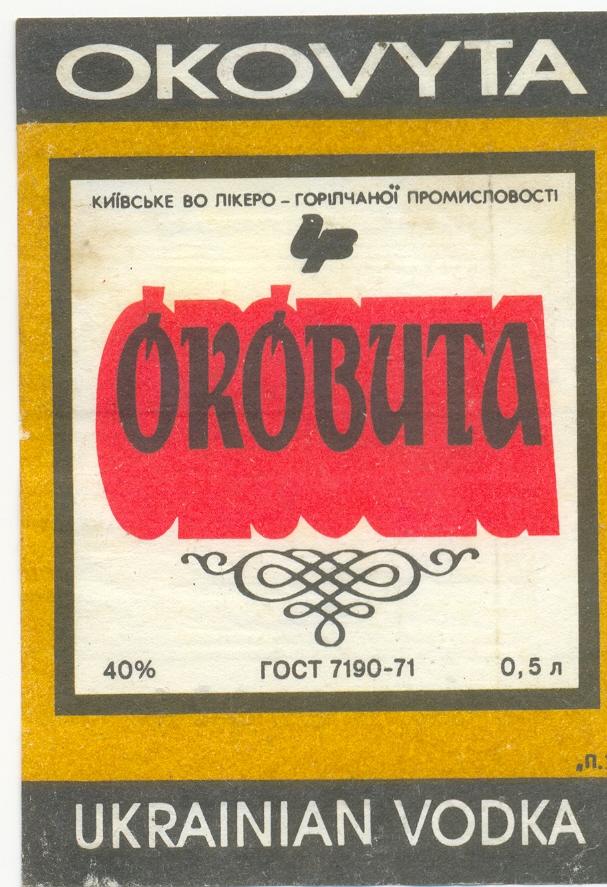 OKOVYTA
КИЇВСЬКЕ ВО ЛІКЕРО – ГОРІЛЧАНОЇ ПРОМИСЛОВОСТІ
ОКОВИТА
40% ГОСТ 7190-71 0,5 л
„П.
UKRAINIAN VODKA